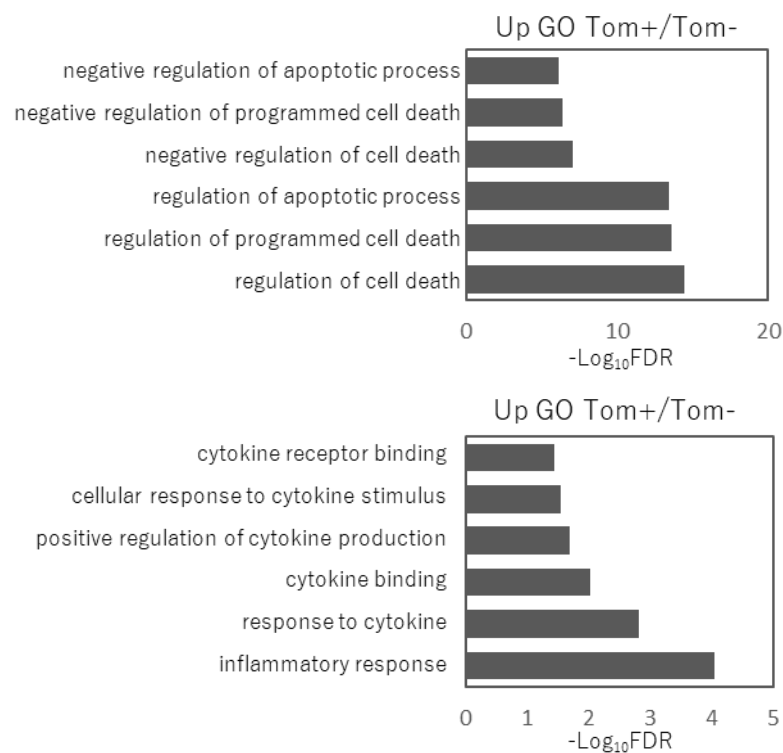 Up GO Tom+/Tom-
negative regulation of apoptotic process
negative regulation of programmed cell death
negative regulation of cell death
regulation of apoptotic process
regulation of programmed cell death
regulation of cell death
0 10 20
-Log₁₀FDR
Up GO Tom+/Tom-
cytokine receptor binding
cellular response to cytokine stimulus
positive regulation of cytokine production
cytokine binding
response to cytokine
inflammatory response
0 1 2 3 4 5
-Log₁₀FDR